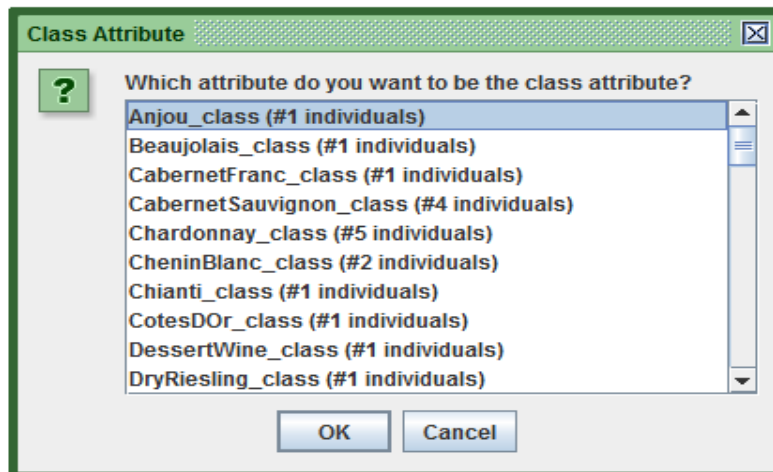 Class Attribute
?
Which attribute do you want to be the class attribute?
Anjou_class (#1 individuals)
Beaujolais_class (#1 individuals)
CabernetFranc_class (#1 individuals)
CabernetSauvignon_class (#4 individuals)
Chardonnay_class (#5 individuals)
CheninBlanc_class (#2 individuals)
Chianti_class (#1 individuals)
CotesDOr_class (#1 individuals)
DessertWine_class (#1 individuals)
DryRiesling_class (#1 individuals)
OK Cancel